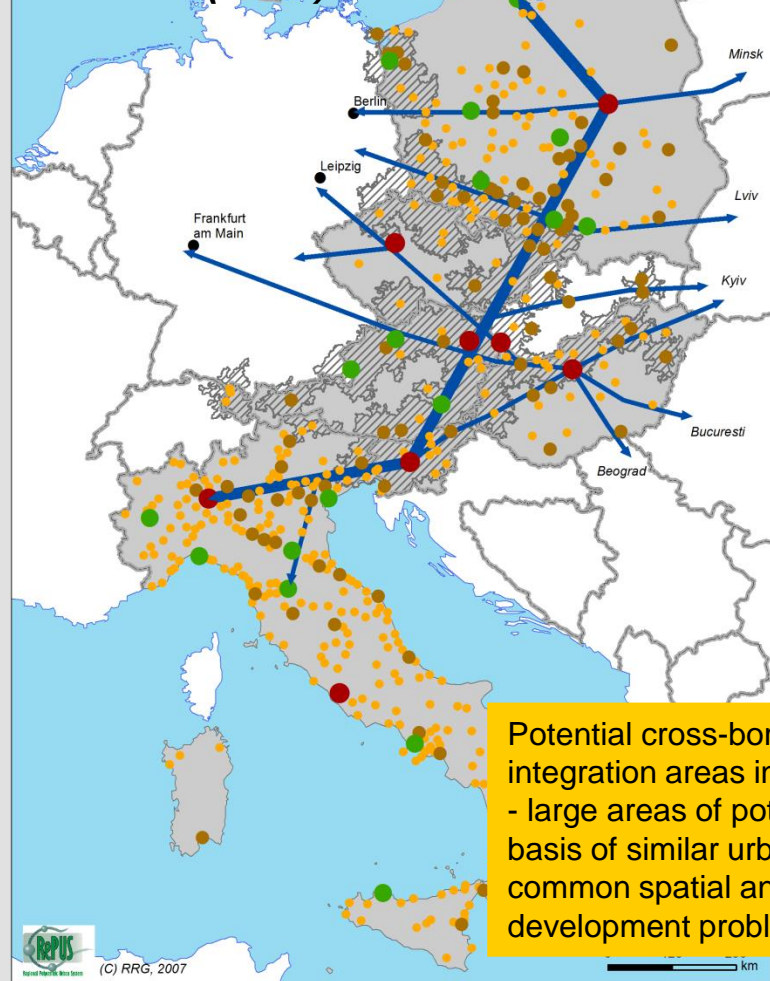 Minsk
Berlin
Leipzig
Lviv
Frankfurt
am Main
Kyiv
Bucuresti
Beograd
Potential cross-bor
integration areas in
- large areas of pot
basis of similar urb
common spatial an
development probl
km
RePUS
(C) RRG, 2007